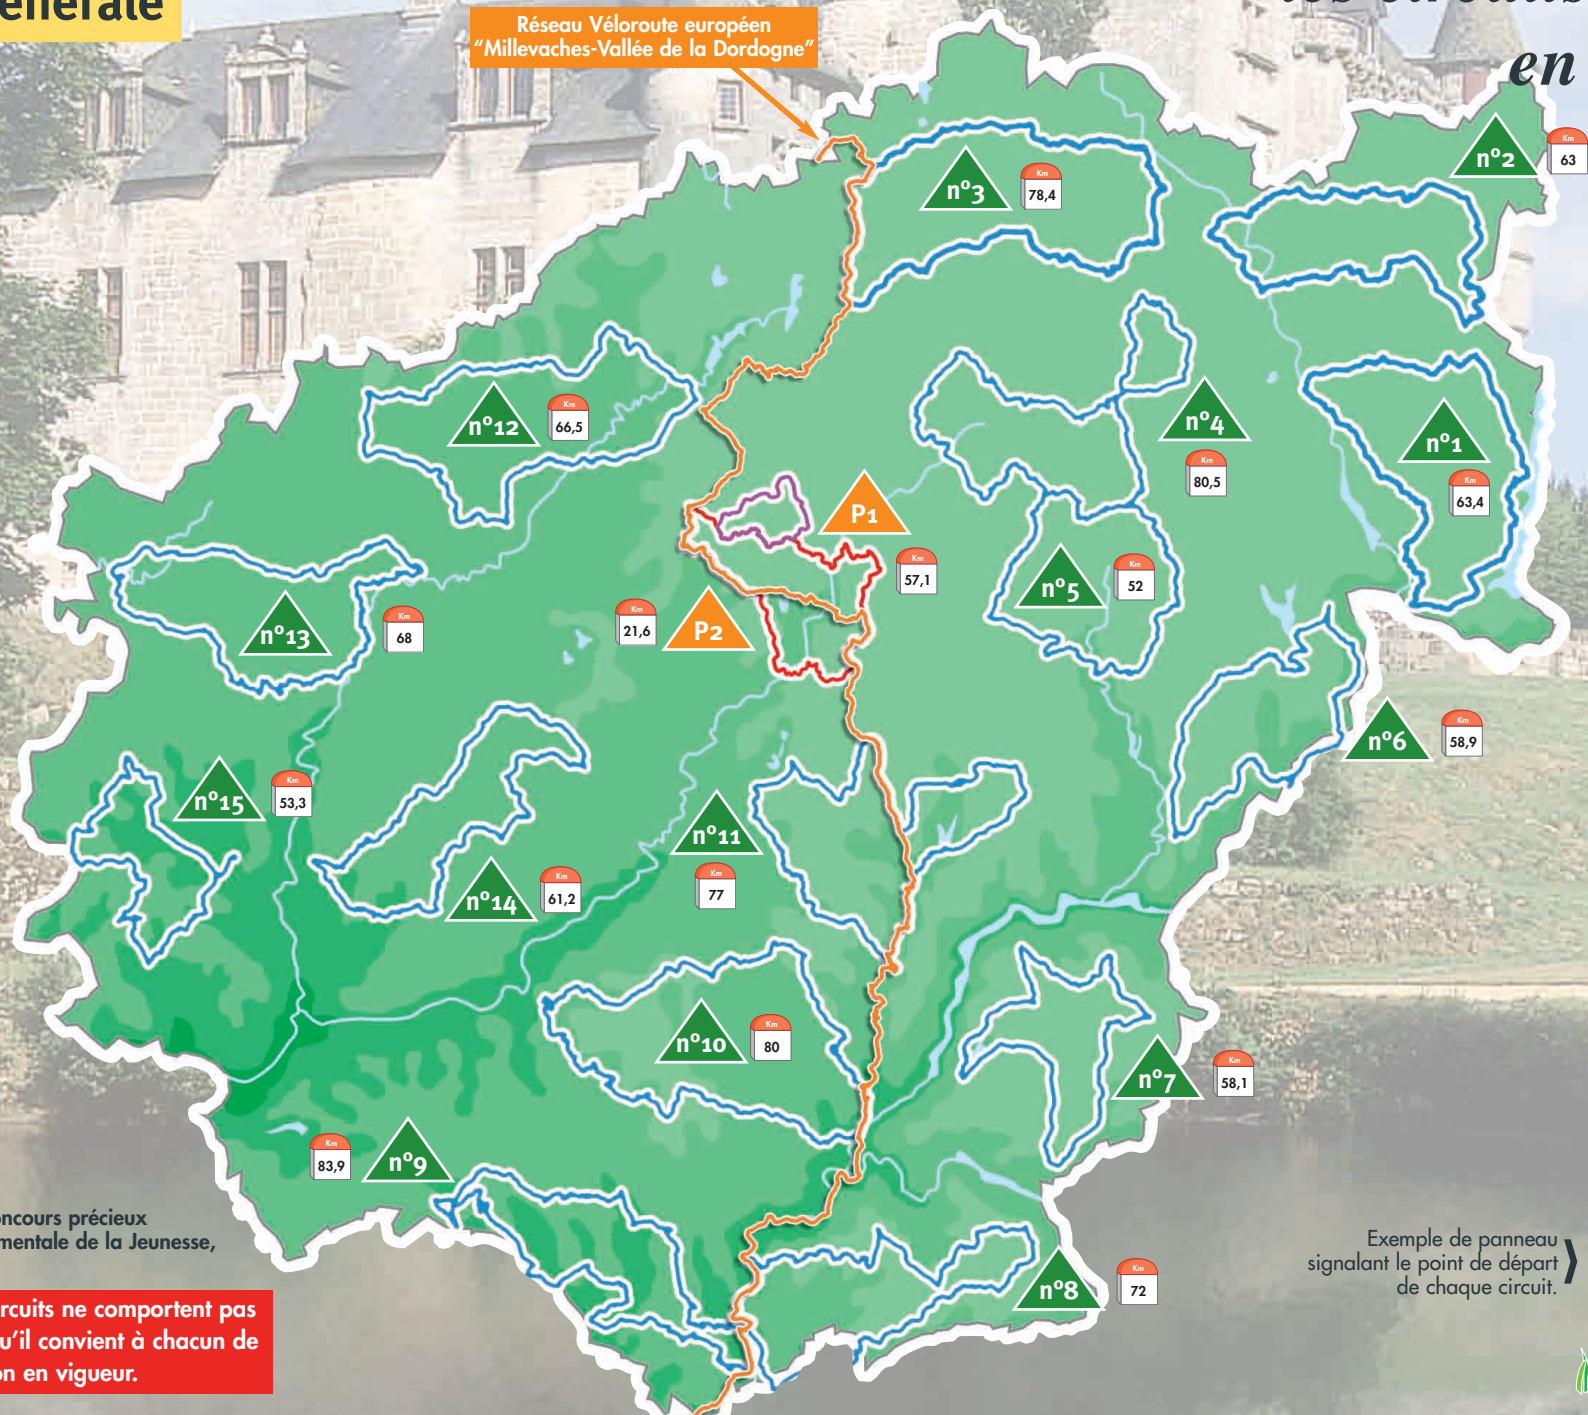 énérale
Réseau Véloroute européen
"Millevaches-Vallée de la Dordogne"
en
n°2
Km
63
n°3
Km
78,4
n°12
Km
66,5
n°4
Km
80,5
n°1
Km
63,4
P1
Km
57,1
n°5
Km
52
n°13
Km
68
Km
21,6
P2
n°6
Km
58,9
n°15
Km
53,3
n°11
Km
77
n°14
Km
61,2
n°10
Km
80
n°7
Km
58,1
Km
83,9
n°9
n°8
Km
72
oncours précieux
mentale de la Jeunesse,
rcuits ne comportent pas
u'il convient à chacun de
on en vigueur.
Exemple de panneau
signalant le point de départ
de chaque circuit.